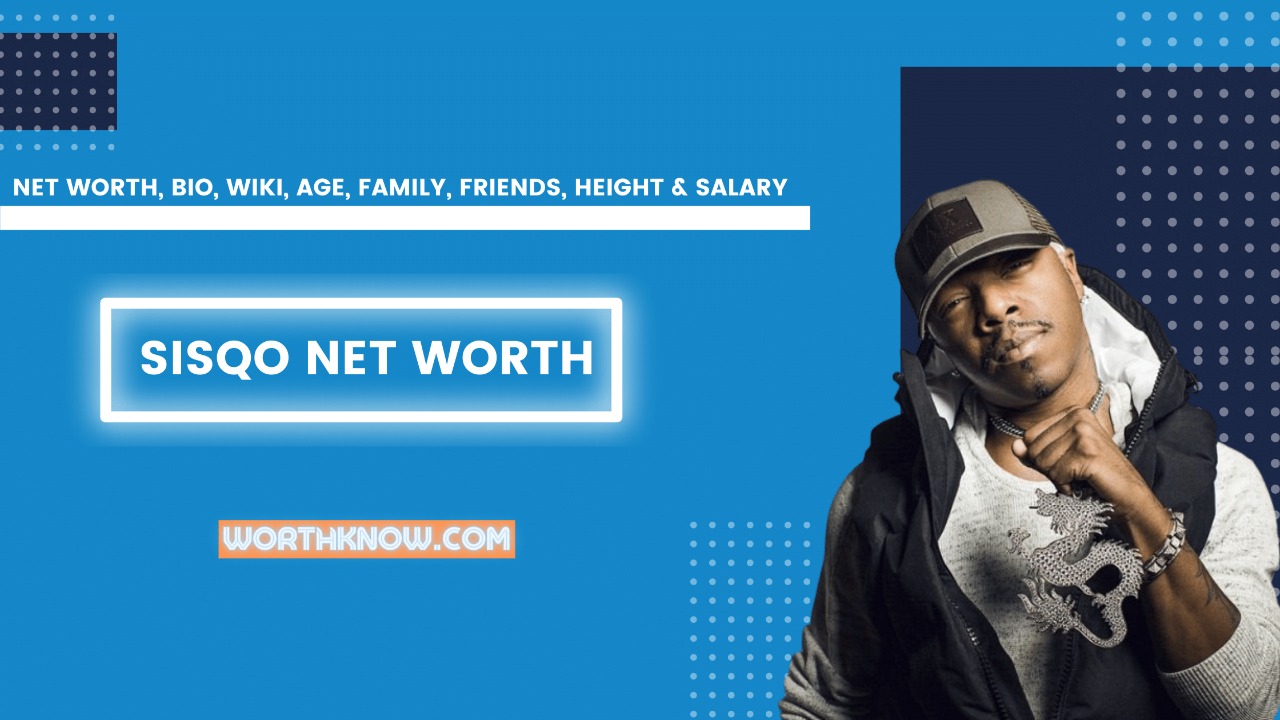 NET WORTH, BIO, WIKI, AGE, FAMILY, FRIENDS, HEIGHT & SALARY
SISQO NET WORTH
WORTHKNOW.COM